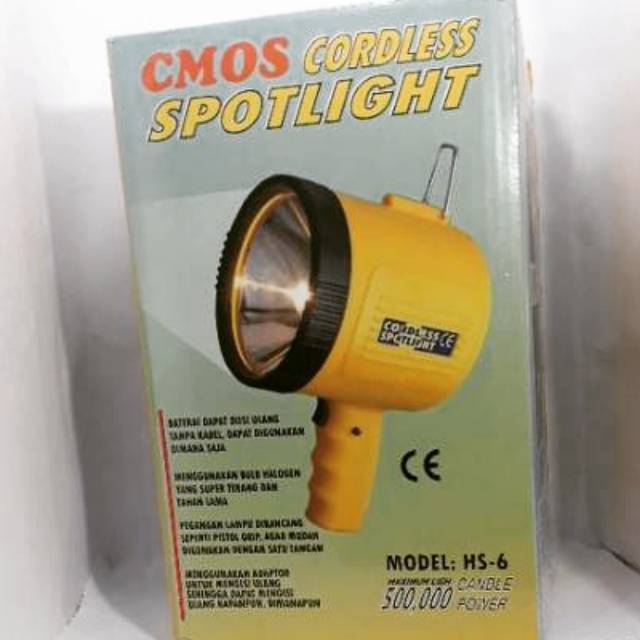 CMOS CORDLESS
SPOTLIGHT
CORDLESS CE
SPOTLIGHT
BATERAI DAPAT DIISI ULANG
TANPA KABEL, DAPAT DIGUNAKAN
DIMANA SAJA
MENGGUNAKAN BULB HALOGEN
YANG SUPER TERANG DAN
TAHAN LAMA
PEGANGAN LAMPU DIRANCANG
SEPERTI PISTOL GRIP, AGAR MUDAH
DIGUNAKAN DENGAN SATU TANGAN
MENGGUNAKAN ADAPTOR
UNTUK MENGISI ULANG
SEHINGGA DAPAT MENGISI
ULANG KAPANPUN, DIMANAPUN
CE
MODEL: HS-6
MAXIMUM LIGH CANDLE
500,000 POWER